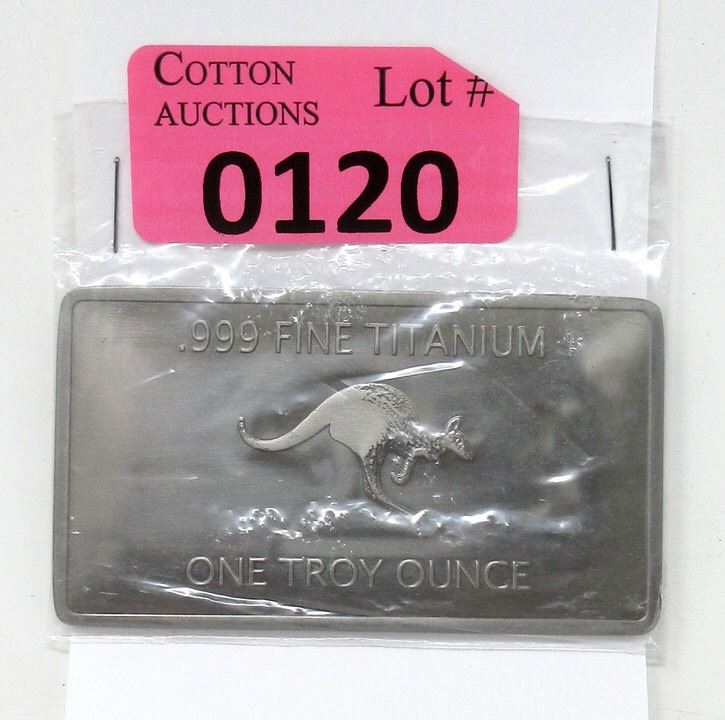 COTTON
AUCTIONS
Lot #
0120
.999 FINE TITANIUM
ONE TROY OUNCE